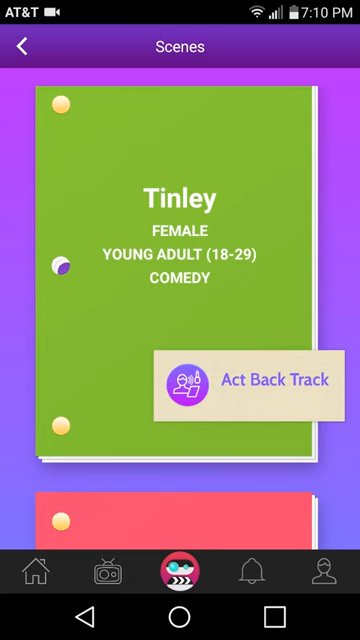 AT&T
7:10 PM
Scenes
Tinley
FEMALE
YOUNG ADULT (18-29)
COMEDY
Act Back Track